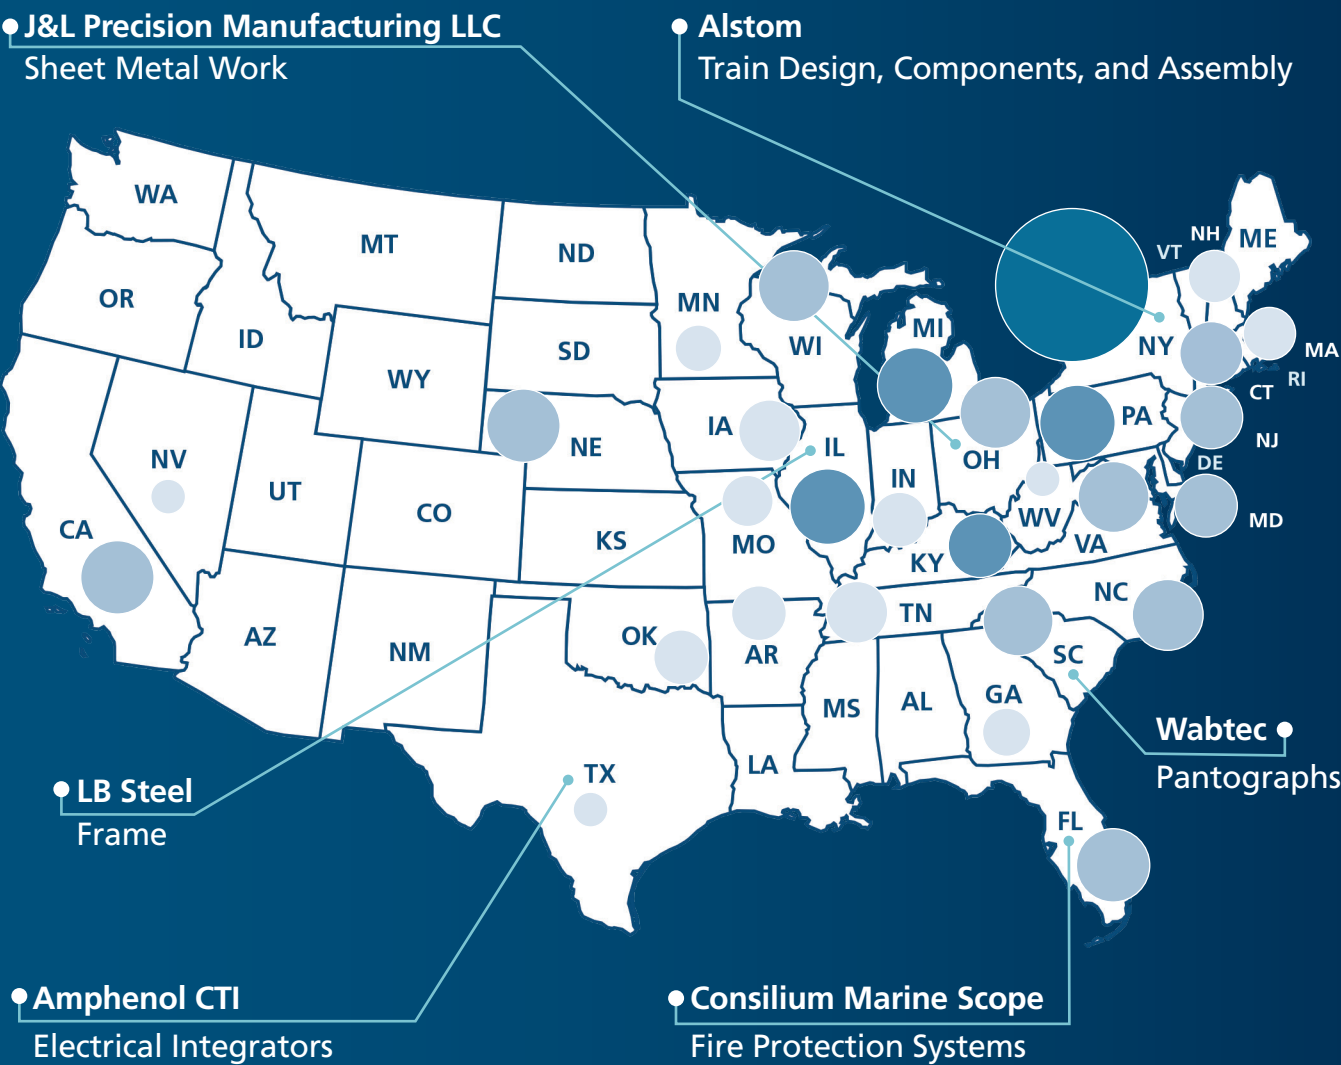 J&L Precision Manufacturing LLC
Sheet Metal Work
Alstom
Train Design, Components, and Assembly
WA
MT
ND
MN
VT
NH
ME
OR
ID
SD
WI
MI
NY
MA
WY
RI
CT
IA
NE
PA
NJ
NV
IL
OH
DE
UT
CO
IN
WV
MD
CA
KS
MO
KY
VA
AZ
NM
OK
AR
TN
NC
SC
MS
AL
GA
Wabtec
Pantographs
TX
LA
LB Steel
Frame
FL
Amphenol CTI
Electrical Integrators
Consilium Marine Scope
Fire Protection Systems